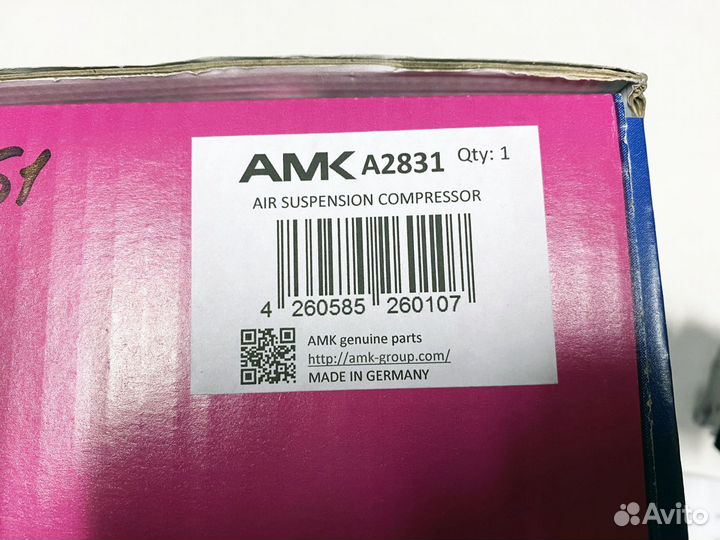 51
AMK A2831 Qty: 1
AIR SUSPENSION COMPRESSOR
4 260585 260107
AMK genuine parts
http://amk-group.com/
MADE IN GERMANY
Avito